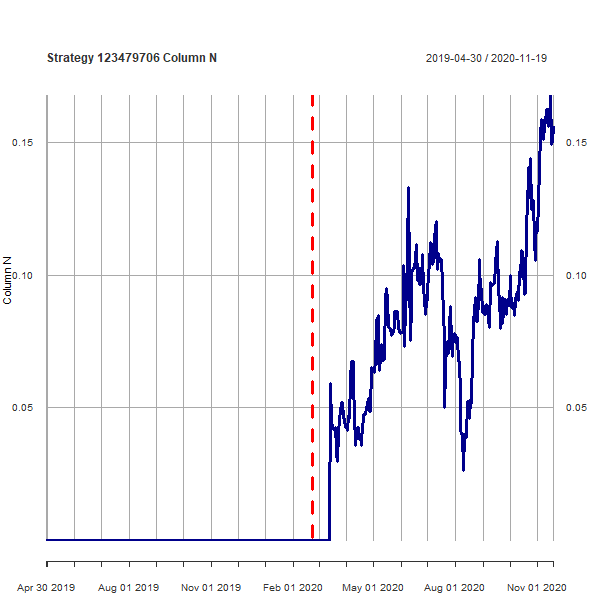 Strategy 123479706 Column N
2019-04-30 / 2020-11-19
0.15
0.15
0.10
0.10
Column N
0.05
0.05
Apr 30 2019
Aug 01 2019
Nov 01 2019
Feb 01 2020
May 01 2020
Aug 01 2020
Nov 01 2020